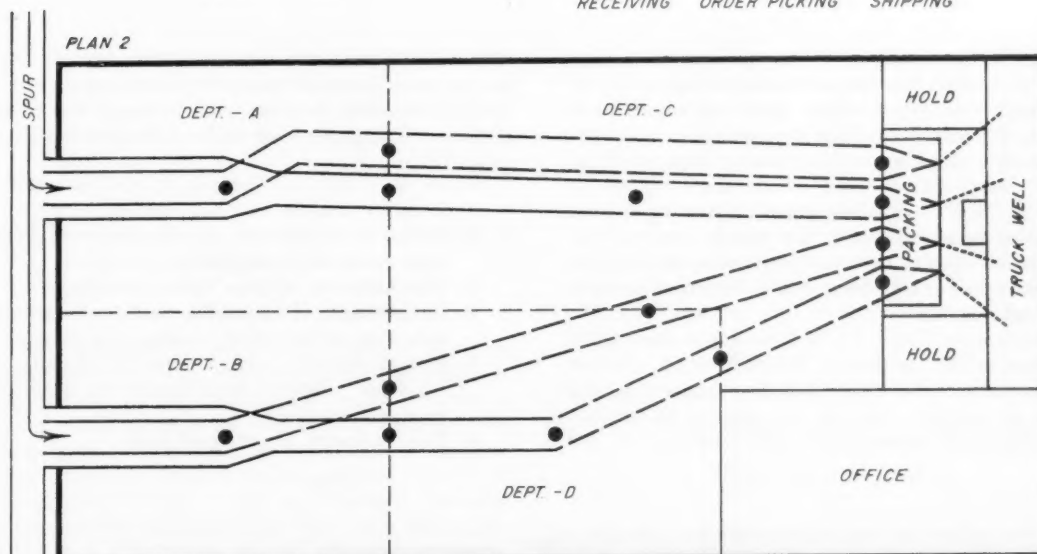 RECEIVING ORDER PICKING SHIPPING
PLAN 2
SPUR
DEPT. - A
DEPT. - C
HOLD
PACKING
TRUCK WELL
DEPT. - B
HOLD
DEPT. - D
OFFICE